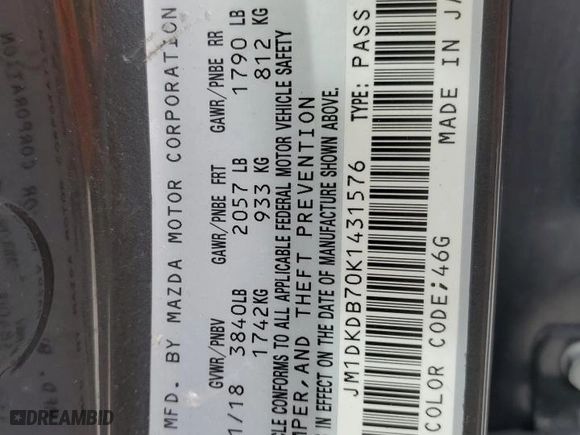 MFD. BY MAZDA MOTOR CORPORATION
GVWR/PNBV GAWR/PNBE FRT GAWR/PNBE RR
1/18 3840LB 2057 LB 1790 LB
1742KG 933 KG 812 KG
CLE CONFORMS TO ALL APPLICABLE FEDERAL MOTOR VEHICLE SAFETY
MPER, AND THEFT PREVENTION
IN EFFECT ON THE DATE OF MANUFACTURE SHOWN ABOVE.
JM1DKDB70K1431576 TYPE: PASS
COLOR CODE;46G MADE IN JA
DREAMBID